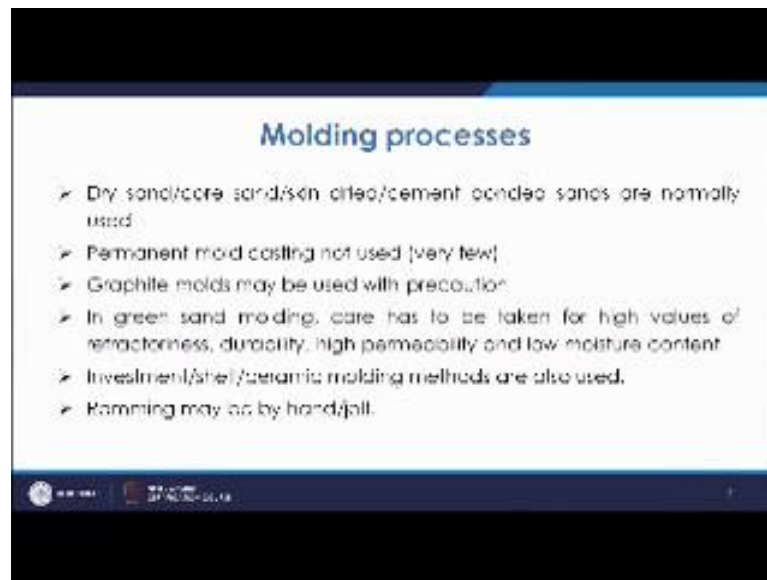 Molding processes
➢ Dry sand/core sand/skin dried/cement bonded sands are normally
used
➢ Permanent mold casting not used (very few)
➢ Graphite molds may be used with precaution
➢ In green sand molding, care has to be taken for high values of
refractoriness, durability, high permeability and low moisture content
➢ Investment/shell/ceramic molding methods are also used.
➢ Ramming may be by hand/jolt.